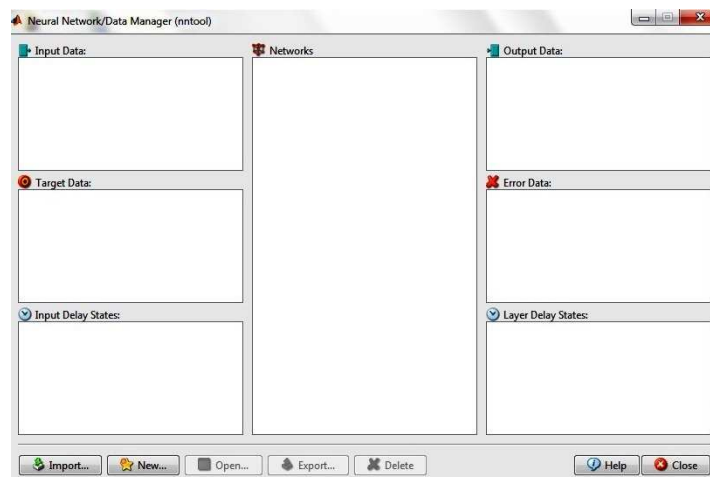 Neural Network/Data Manager (nntool)
Input Data:
Networks
Output Data:
Target Data:
Error Data:
Input Delay States:
Layer Delay States:
Import...
New...
Open...
Export...
Delete
Help
Close